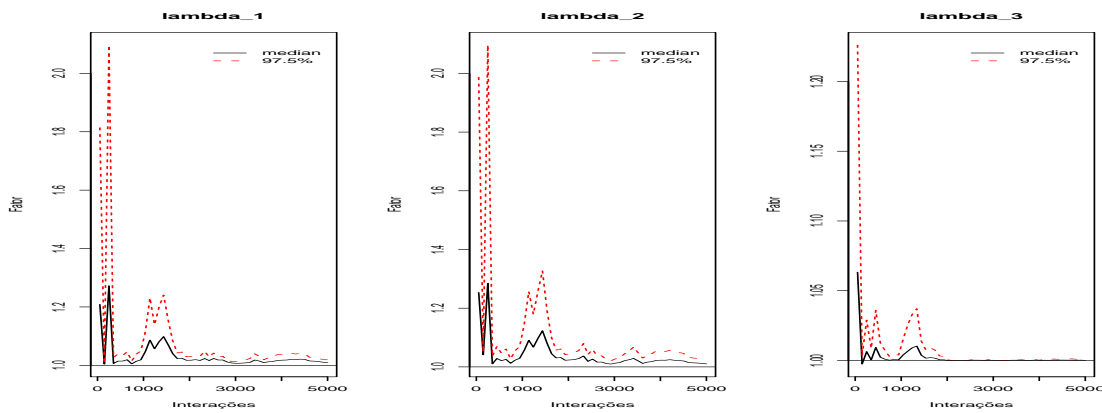 lambda_1
median
97.5%
Fator
1.0
1.2
1.4
1.6
1.8
2.0
0 1000 3000 5000
Interações
lambda_2
median
97.5%
Fator
1.0
1.2
1.4
1.6
1.8
2.0
0 1000 3000 5000
Interações
lambda_3
median
97.5%
Fator
1.00
1.05
1.10
1.15
1.20
0 1000 3000 5000
Interações